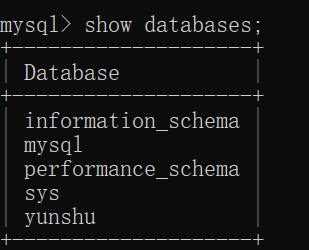 mysql> show databases;
+--------------------+
| Database           |
+--------------------+
| information_schema |
| mysql              |
| performance_schema |
| sys                |
| yunshu             |
+--------------------+